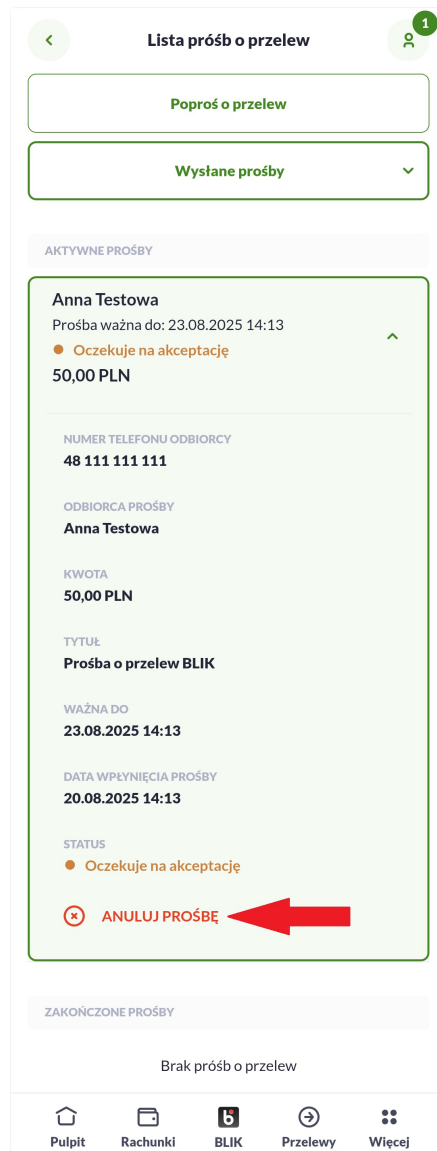 Lista próśb o przelew
1
Poproś o przelew
Wysłane prośby
AKTYWNE PROŚBY
Anna Testowa
Prośba ważna do: 23.08.2025 14:13
Oczekuje na akceptację
50,00 PLN
NUMER TELEFONU ODBIORCY
48 111 111 111
ODBIORCA PROŚBY
Anna Testowa
KWOTA
50,00 PLN
TYTUŁ
Prośba o przelew BLIK
WAŻNA DO
23.08.2025 14:13
DATA WPŁYNIĘCIA PROŚBY
20.08.2025 14:13
STATUS
Oczekuje na akceptację
ANULUJ PROŚBĘ
ZAKOŃCZONE PROŚBY
Brak próśb o przelew
Pulpit Rachunki BLIK Przelewy Więcej